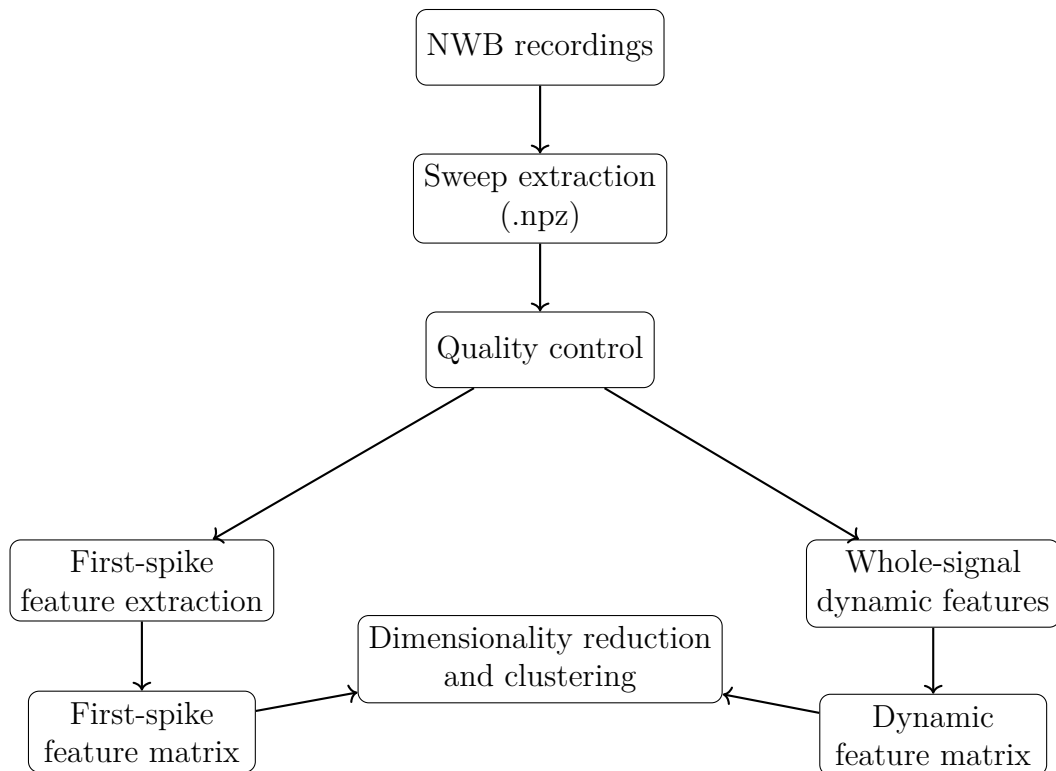 NWB recordings
Sweep extraction
(.npz)
Quality control
First-spike
feature extraction
Whole-signal
dynamic features
Dimensionality reduction
and clustering
First-spike
feature matrix
Dynamic
feature matrix